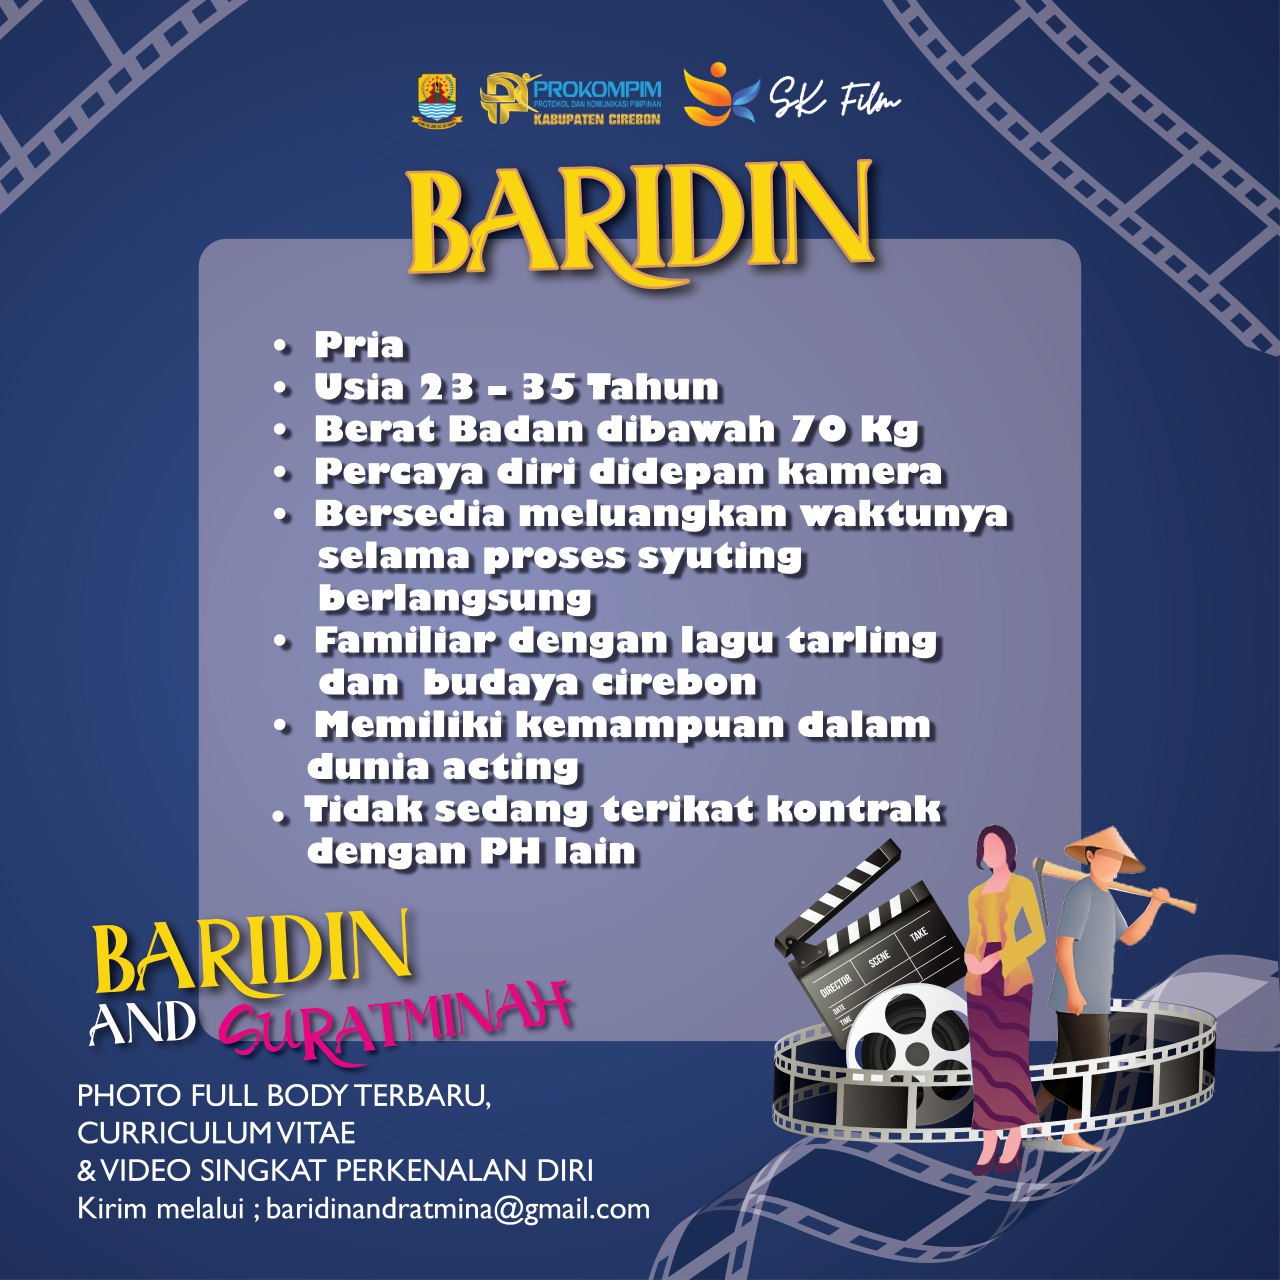 PROKOMPIM
PROTOKOL DAN KOMUNIKASI PIMPINAN
KABUPATEN CIREBON
SK Film
BARIDIN
• Pria
• Usia 23 - 35 Tahun
• Berat Badan dibawah 70 Kg
• Percaya diri didepan kamera
• Bersedia meluangkan waktunya
selama proses syuting
berlangsung
• Familiar dengan lagu tarling
dan budaya cirebon
• Memiliki kemampuan dalam
dunia acting
• Tidak sedang terikat kontrak
dengan PH lain
BARIDIN
AND SURATMINAH
PHOTO FULL BODY TERBARU,
CURRICULUM VITAE
& VIDEO SINGKAT PERKENALAN DIRI
Kirim melalui ; baridinandratmina@gmail.com
DIRECTOR
SCENE
TAKE
DATE
TIME